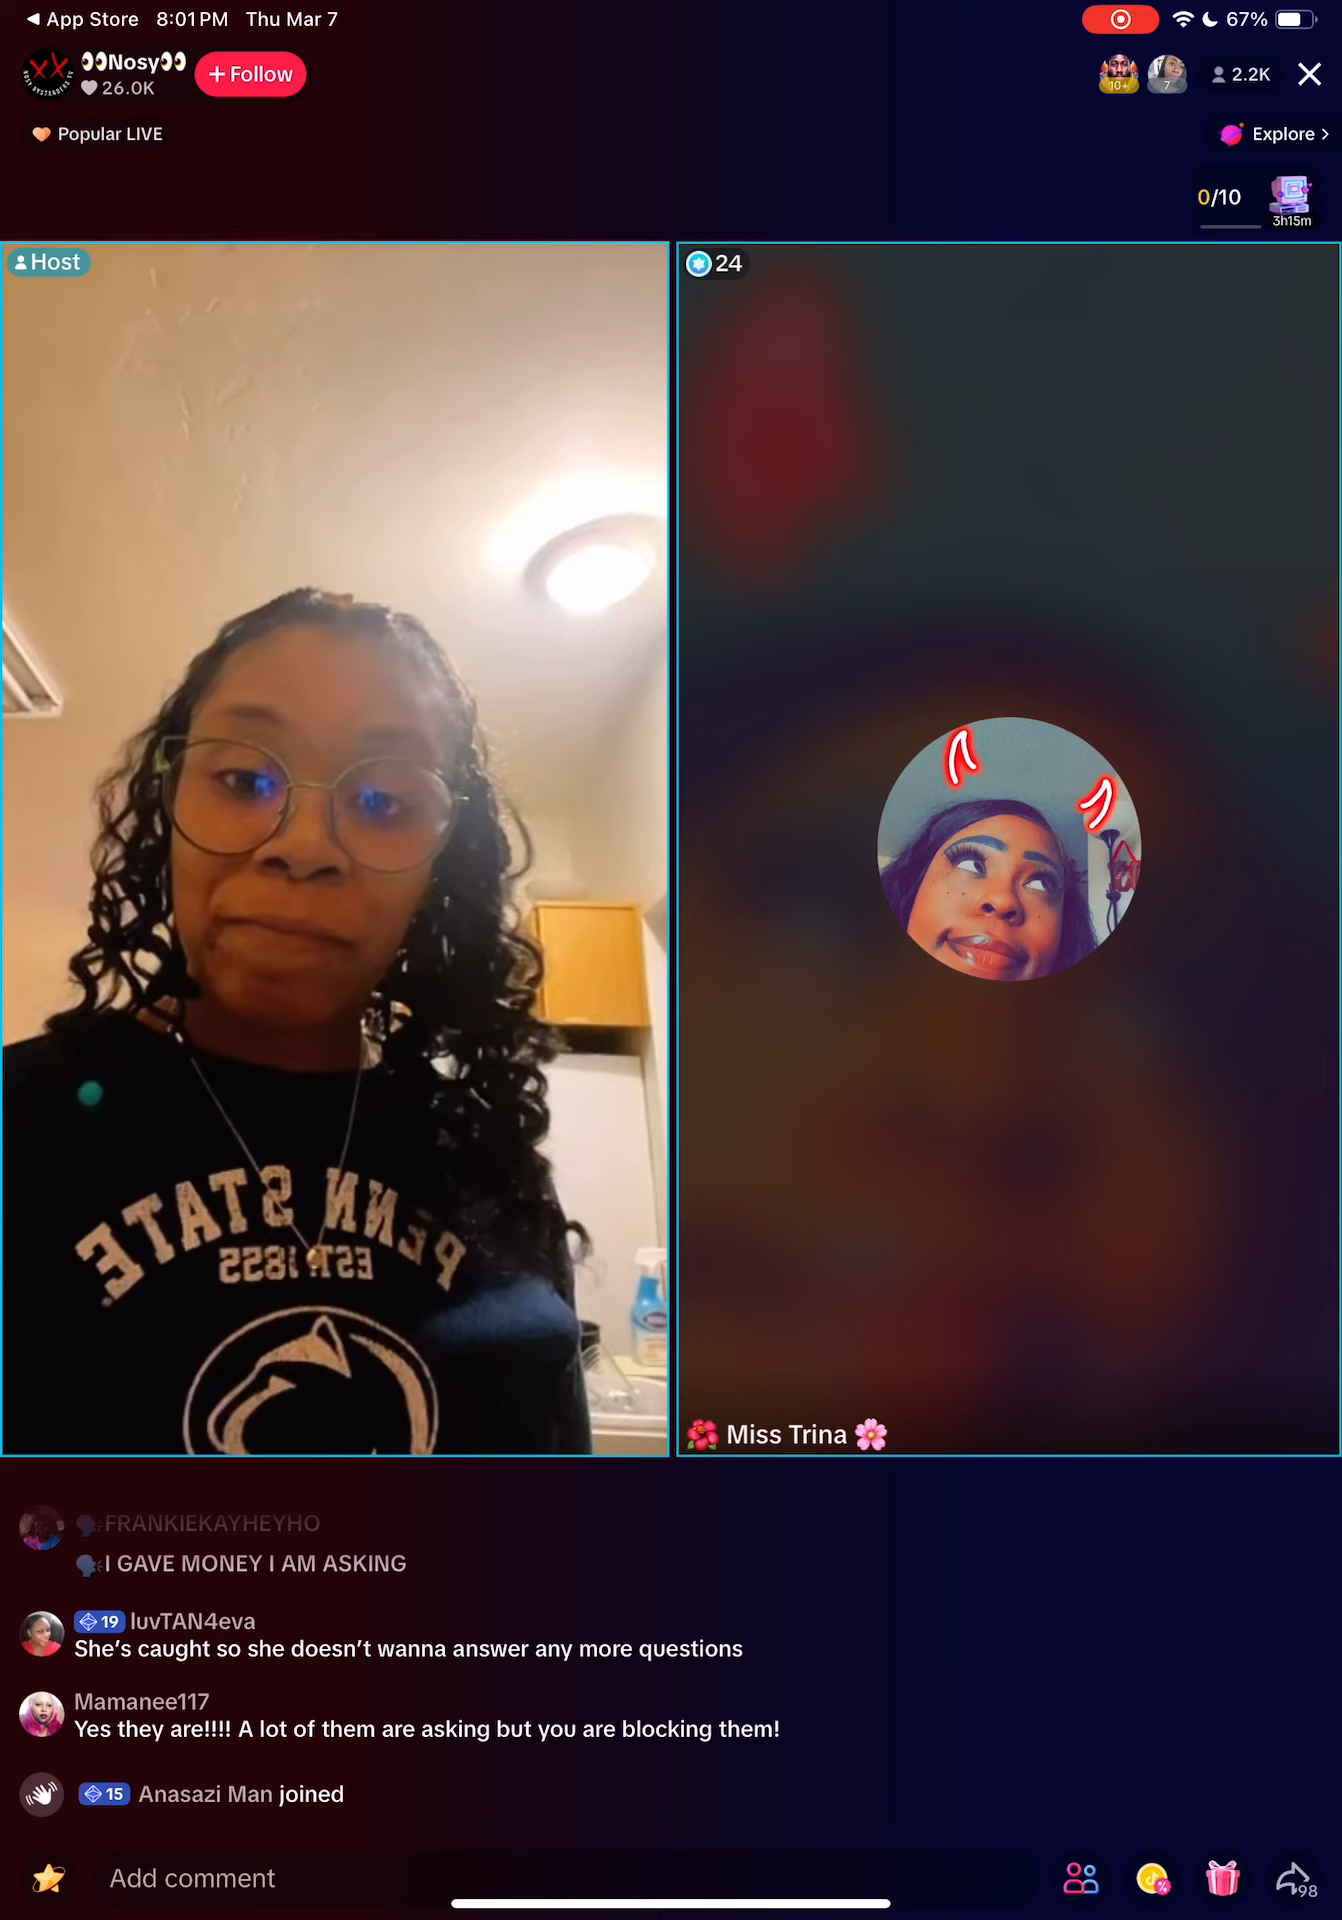 App Store 8:01 PM Thu Mar 7
67%
👀Nosy👀
26.0K
+ Follow
10+
7
2.2K
Popular LIVE
Explore >
0/10
3h15m
Host
24
PENN STATE
EST. 1855
🌺 Miss Trina 🌸
🗣️FRANKIEKAYHEYHO
🗣️I GAVE MONEY I AM ASKING
19 luvTAN4eva
She's caught so she doesn't wanna answer any more questions
Mamanee117
Yes they are!!!! A lot of them are asking but you are blocking them!
15 Anasazi Man joined
Add comment
98